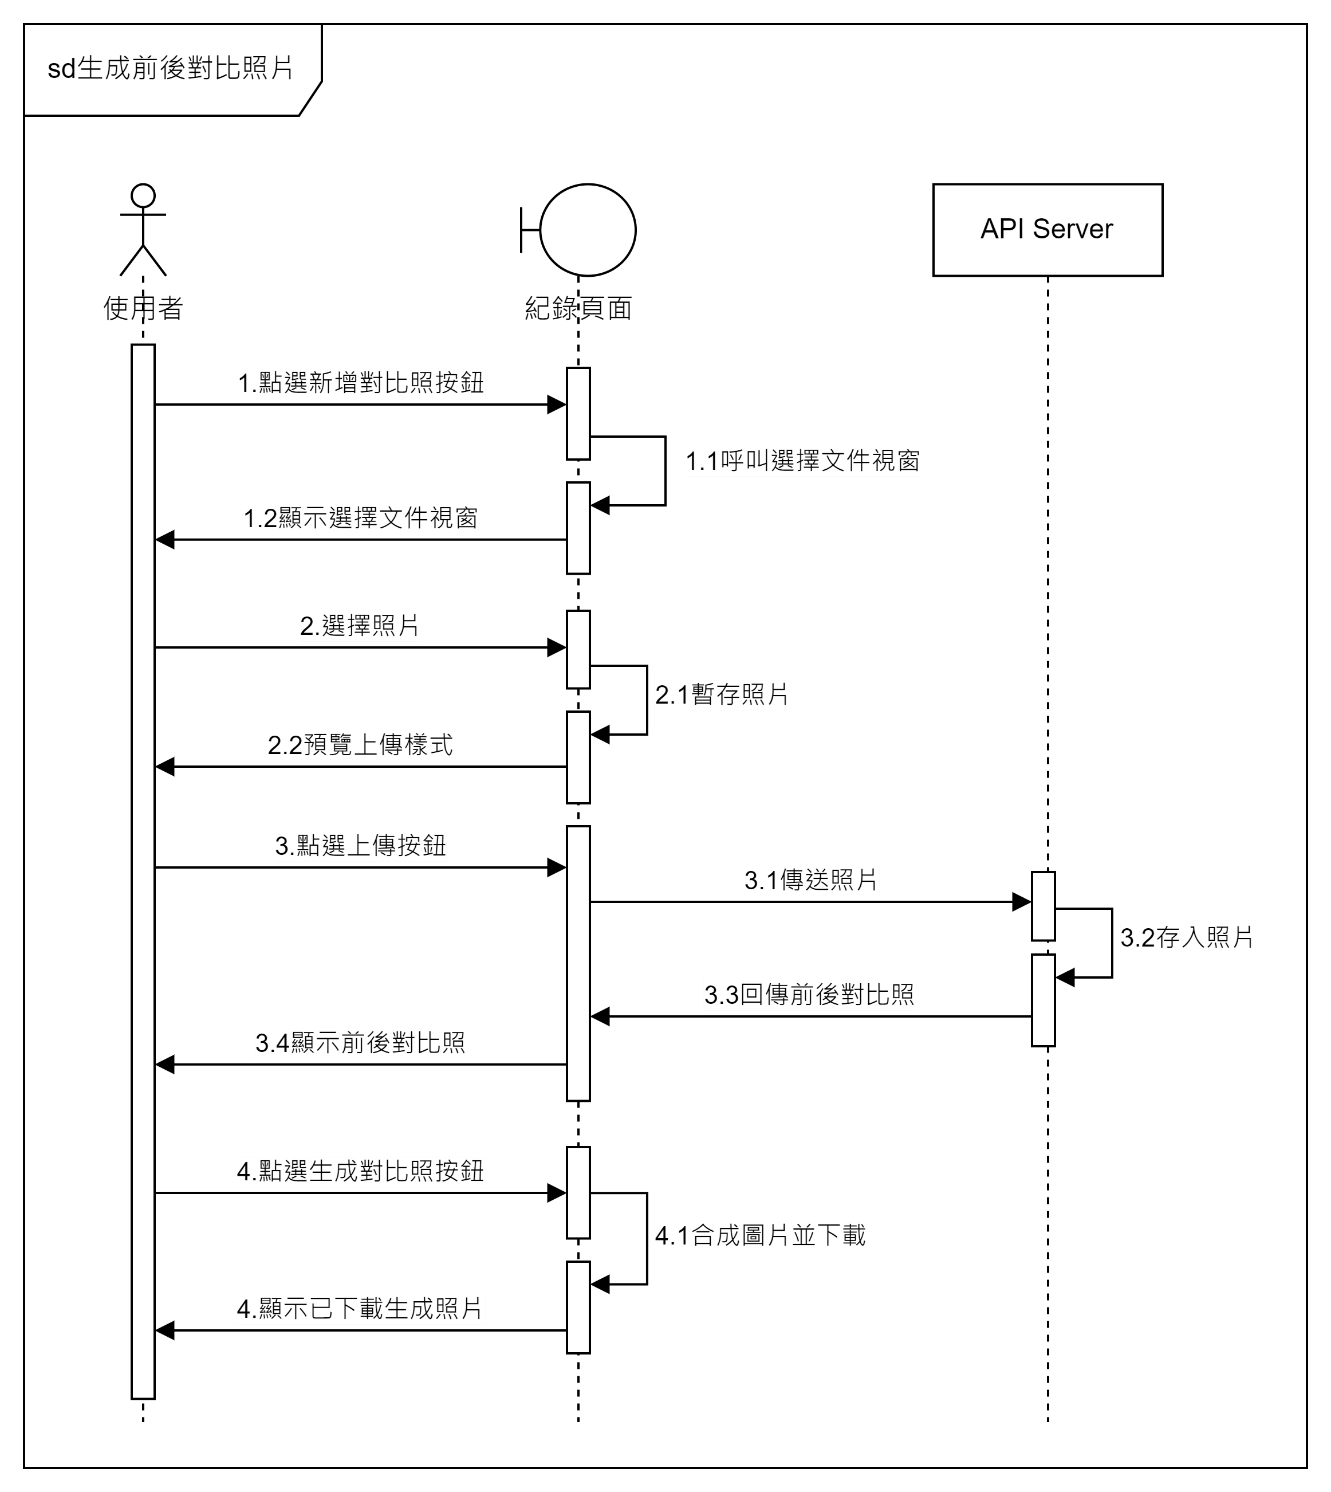 sd生成前後對比照片
使用者
紀錄頁面
API Server
1.點選新增對比照按鈕
1.1呼叫選擇文件視窗
1.2顯示選擇文件視窗
2.選擇照片
2.1暫存照片
2.2預覽上傳樣式
3.點選上傳按鈕
3.1傳送照片
3.2存入照片
3.3回傳前後對比照
3.4顯示前後對比照
4.點選生成對比照按鈕
4.1合成圖片並下載
4.顯示已下載生成照片